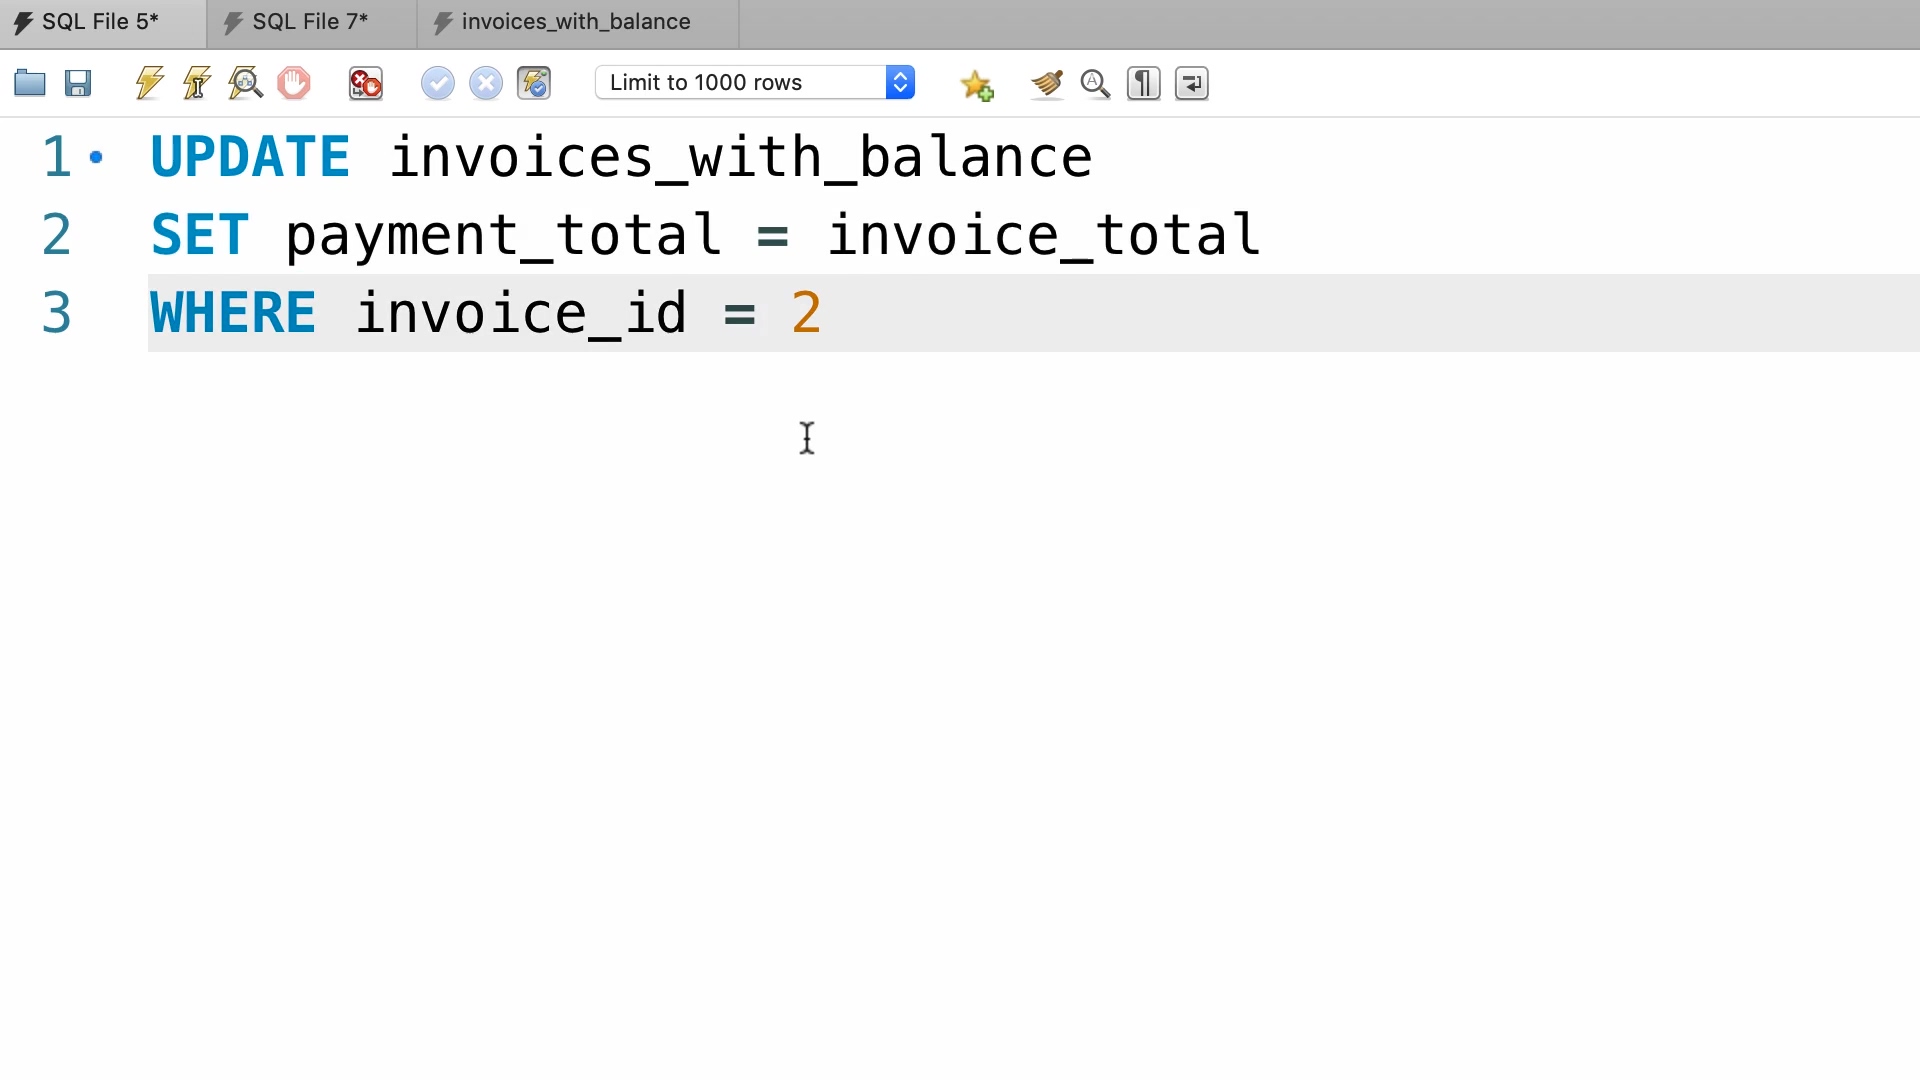 SQL File 5* SQL File 7* invoices_with_balance
Limit to 1000 rows
1 UPDATE invoices_with_balance
2 SET payment_total = invoice_total
3 WHERE invoice_id = 2